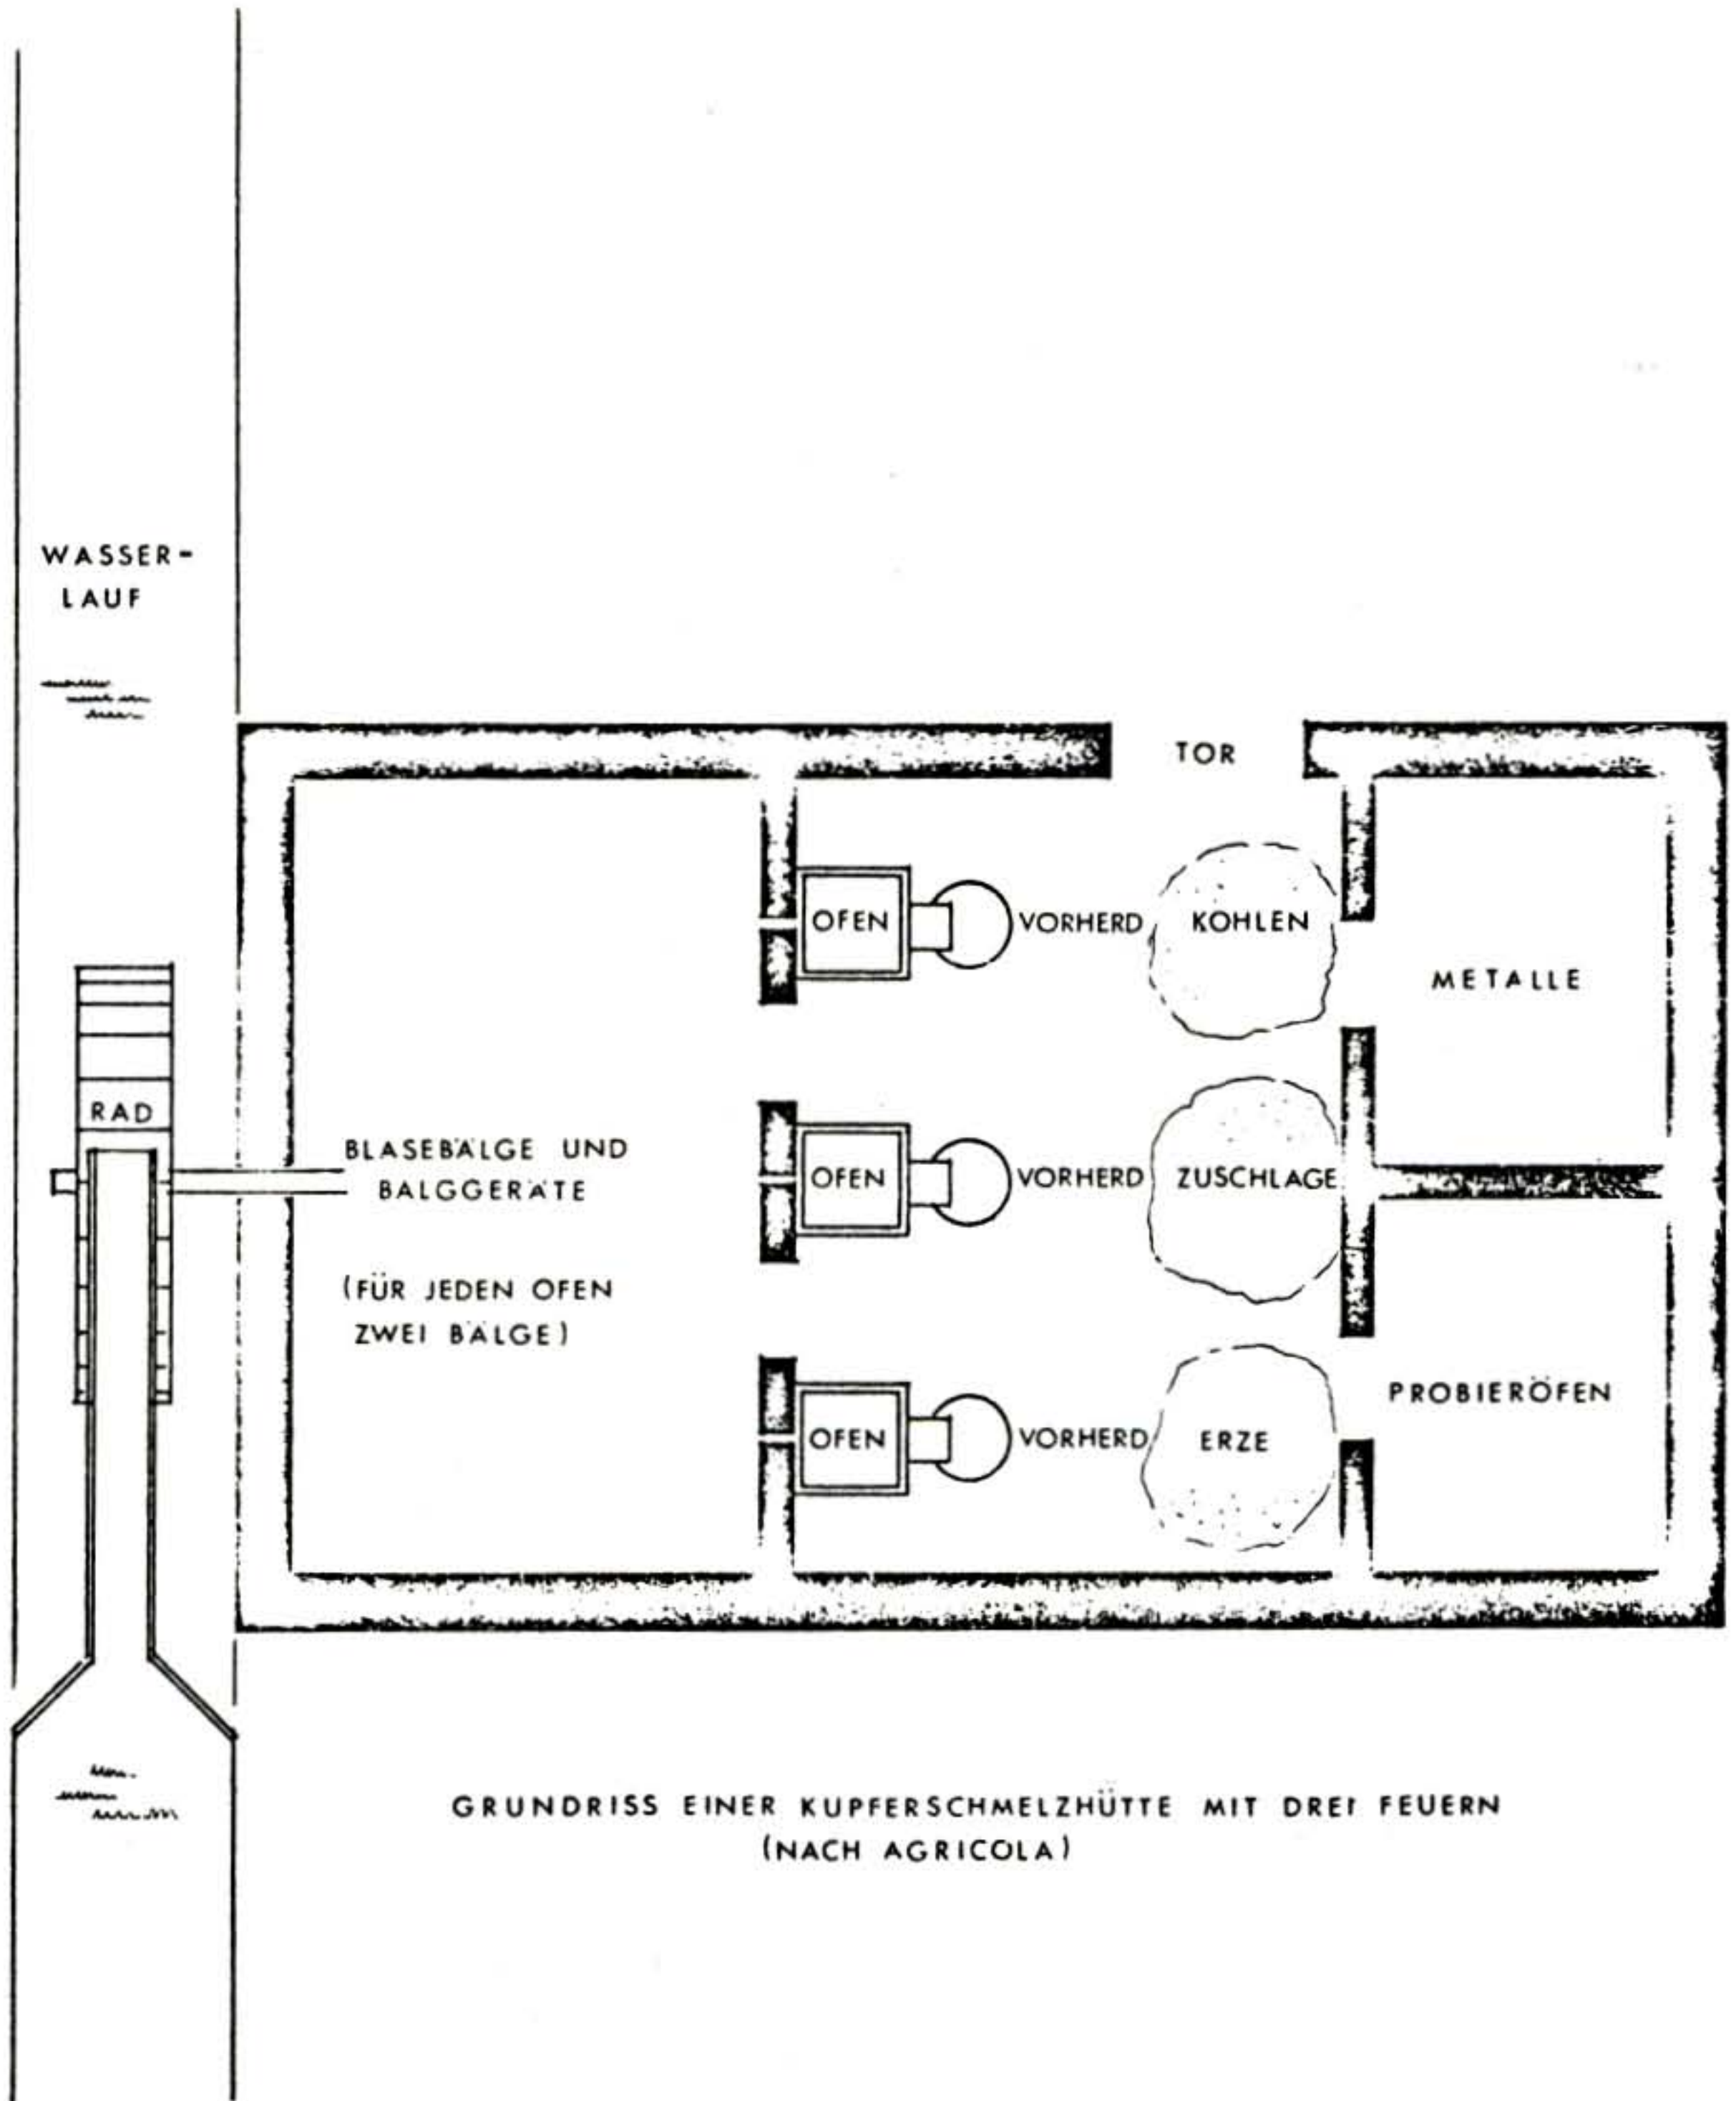 WASSER-
LAUF
TOR
OFEN
VORHERD
KOHLEN
METALLE
RAD
BLASEBÄLGE UND
BALGGERÄTE
(FÜR JEDEN OFEN
ZWEI BÄLGE)
OFEN
VORHERD
ZUSCHLAGE
PROBIERÖFEN
OFEN
VORHERD
ERZE
GRUNDRISS EINER KUPFERSCHMELZHÜTTE MIT DREI FEUERN
(NACH AGRICOLA)